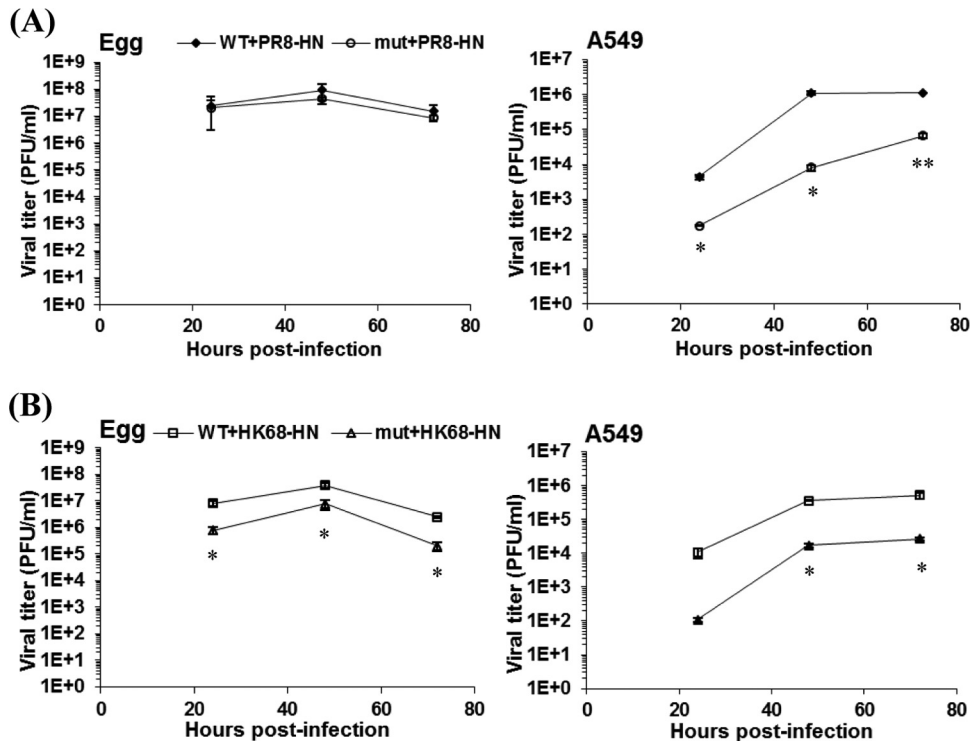 (A)
Egg
WT+PR8-HN
mut+PR8-HN
1E+9
1E+8
1E+7
1E+6
1E+5
1E+4
1E+3
1E+2
1E+1
1E+0
Viral titer (PFU/ml)
0 20 40 60 80
Hours post-infection
A549
1E+7
1E+6
1E+5
1E+4
1E+3
1E+2
1E+1
1E+0
Viral titer (PFU/ml)
*
*
**
0 20 40 60 80
Hours post-infection
(B)
Egg
WT+HK68-HN
mut+HK68-HN
1E+9
1E+8
1E+7
1E+6
1E+5
1E+4
1E+3
1E+2
1E+1
1E+0
Viral titer (PFU/ml)
*
*
*
0 20 40 60 80
Hours post-infection
A549
1E+7
1E+6
1E+5
1E+4
1E+3
1E+2
1E+1
1E+0
Viral titer (PFU/ml)
*
*
0 20 40 60 80
Hours post-infection